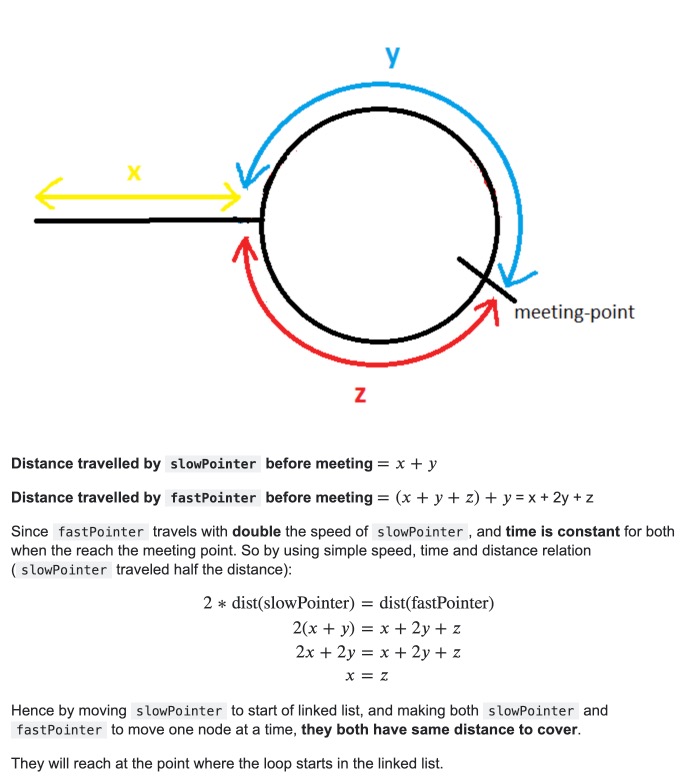 y
x
meeting-point
z
Distance travelled by slowPointer before meeting = x + y
Distance travelled by fastPointer before meeting = (x + y + z) + y = x + 2y + z
Since fastPointer travels with double the speed of slowPointer , and time is constant for both
when the reach the meeting point. So by using simple speed, time and distance relation
( slowPointer traveled half the distance):
2 * dist(slowPointer) = dist(fastPointer)
2(x + y) = x + 2y + z
2x + 2y = x + 2y + z
x = z
Hence by moving slowPointer to start of linked list, and making both slowPointer and
fastPointer to move one node at a time, they both have same distance to cover.
They will reach at the point where the loop starts in the linked list.